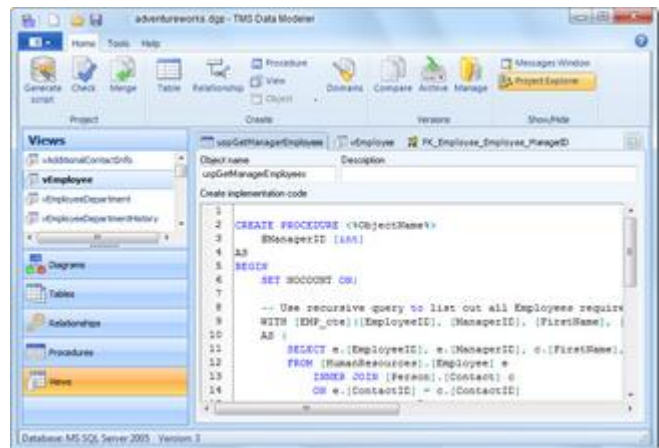 adventureworks.dgp - TMS Data Modeler
Home Tools Help
Generate script Check Merge Table Relationship Procedure View Object Domains Compare Archive Manage Messages Window Project Explorer
Project Create Versions Show/Hide
Views
vAdditionalContactInfo
vEmployee
vEmployeeDepartment
vEmployeeDepartmentHistory
Diagrams
Tables
Relationships
Procedures
Views
uspGetManagerEmployees vEmployee FK_Employee_Employee_ManagerID
Object name Description
uspGetManagerEmployees
Create implementation code
1
2 CREATE PROCEDURE <%ObjectName%>
3 @ManagerID [int]
4 AS
5 BEGIN
6 SET NOCOUNT ON;
7
8 -- Use recursive query to list out all Employees require
9 WITH [EMP_cte]([EmployeeID], [ManagerID], [FirstName],
10 AS (
11 SELECT e.[EmployeeID], e.[ManagerID], c.[FirstName],
12 FROM [HumanResources].[Employee] e
13 INNER JOIN [Person].[Contact] c
14 ON e.[ContactID] = c.[ContactID]
Database: MS SQL Server 2005 Version: 3